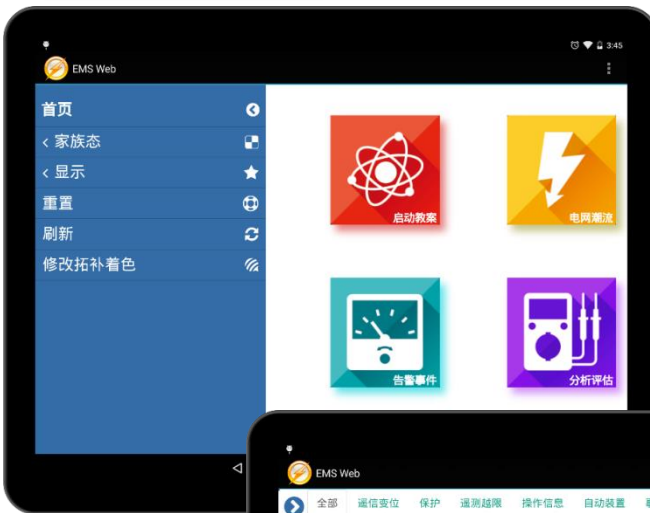 3:45
EMS Web
首页
家族态
显示
重置
刷新
修改拓补着色
启动教案
电网潮流
告警事件
分析评估
EMS Web
全部 遥信变位 保护 遥测越限 操作信息 自动装置